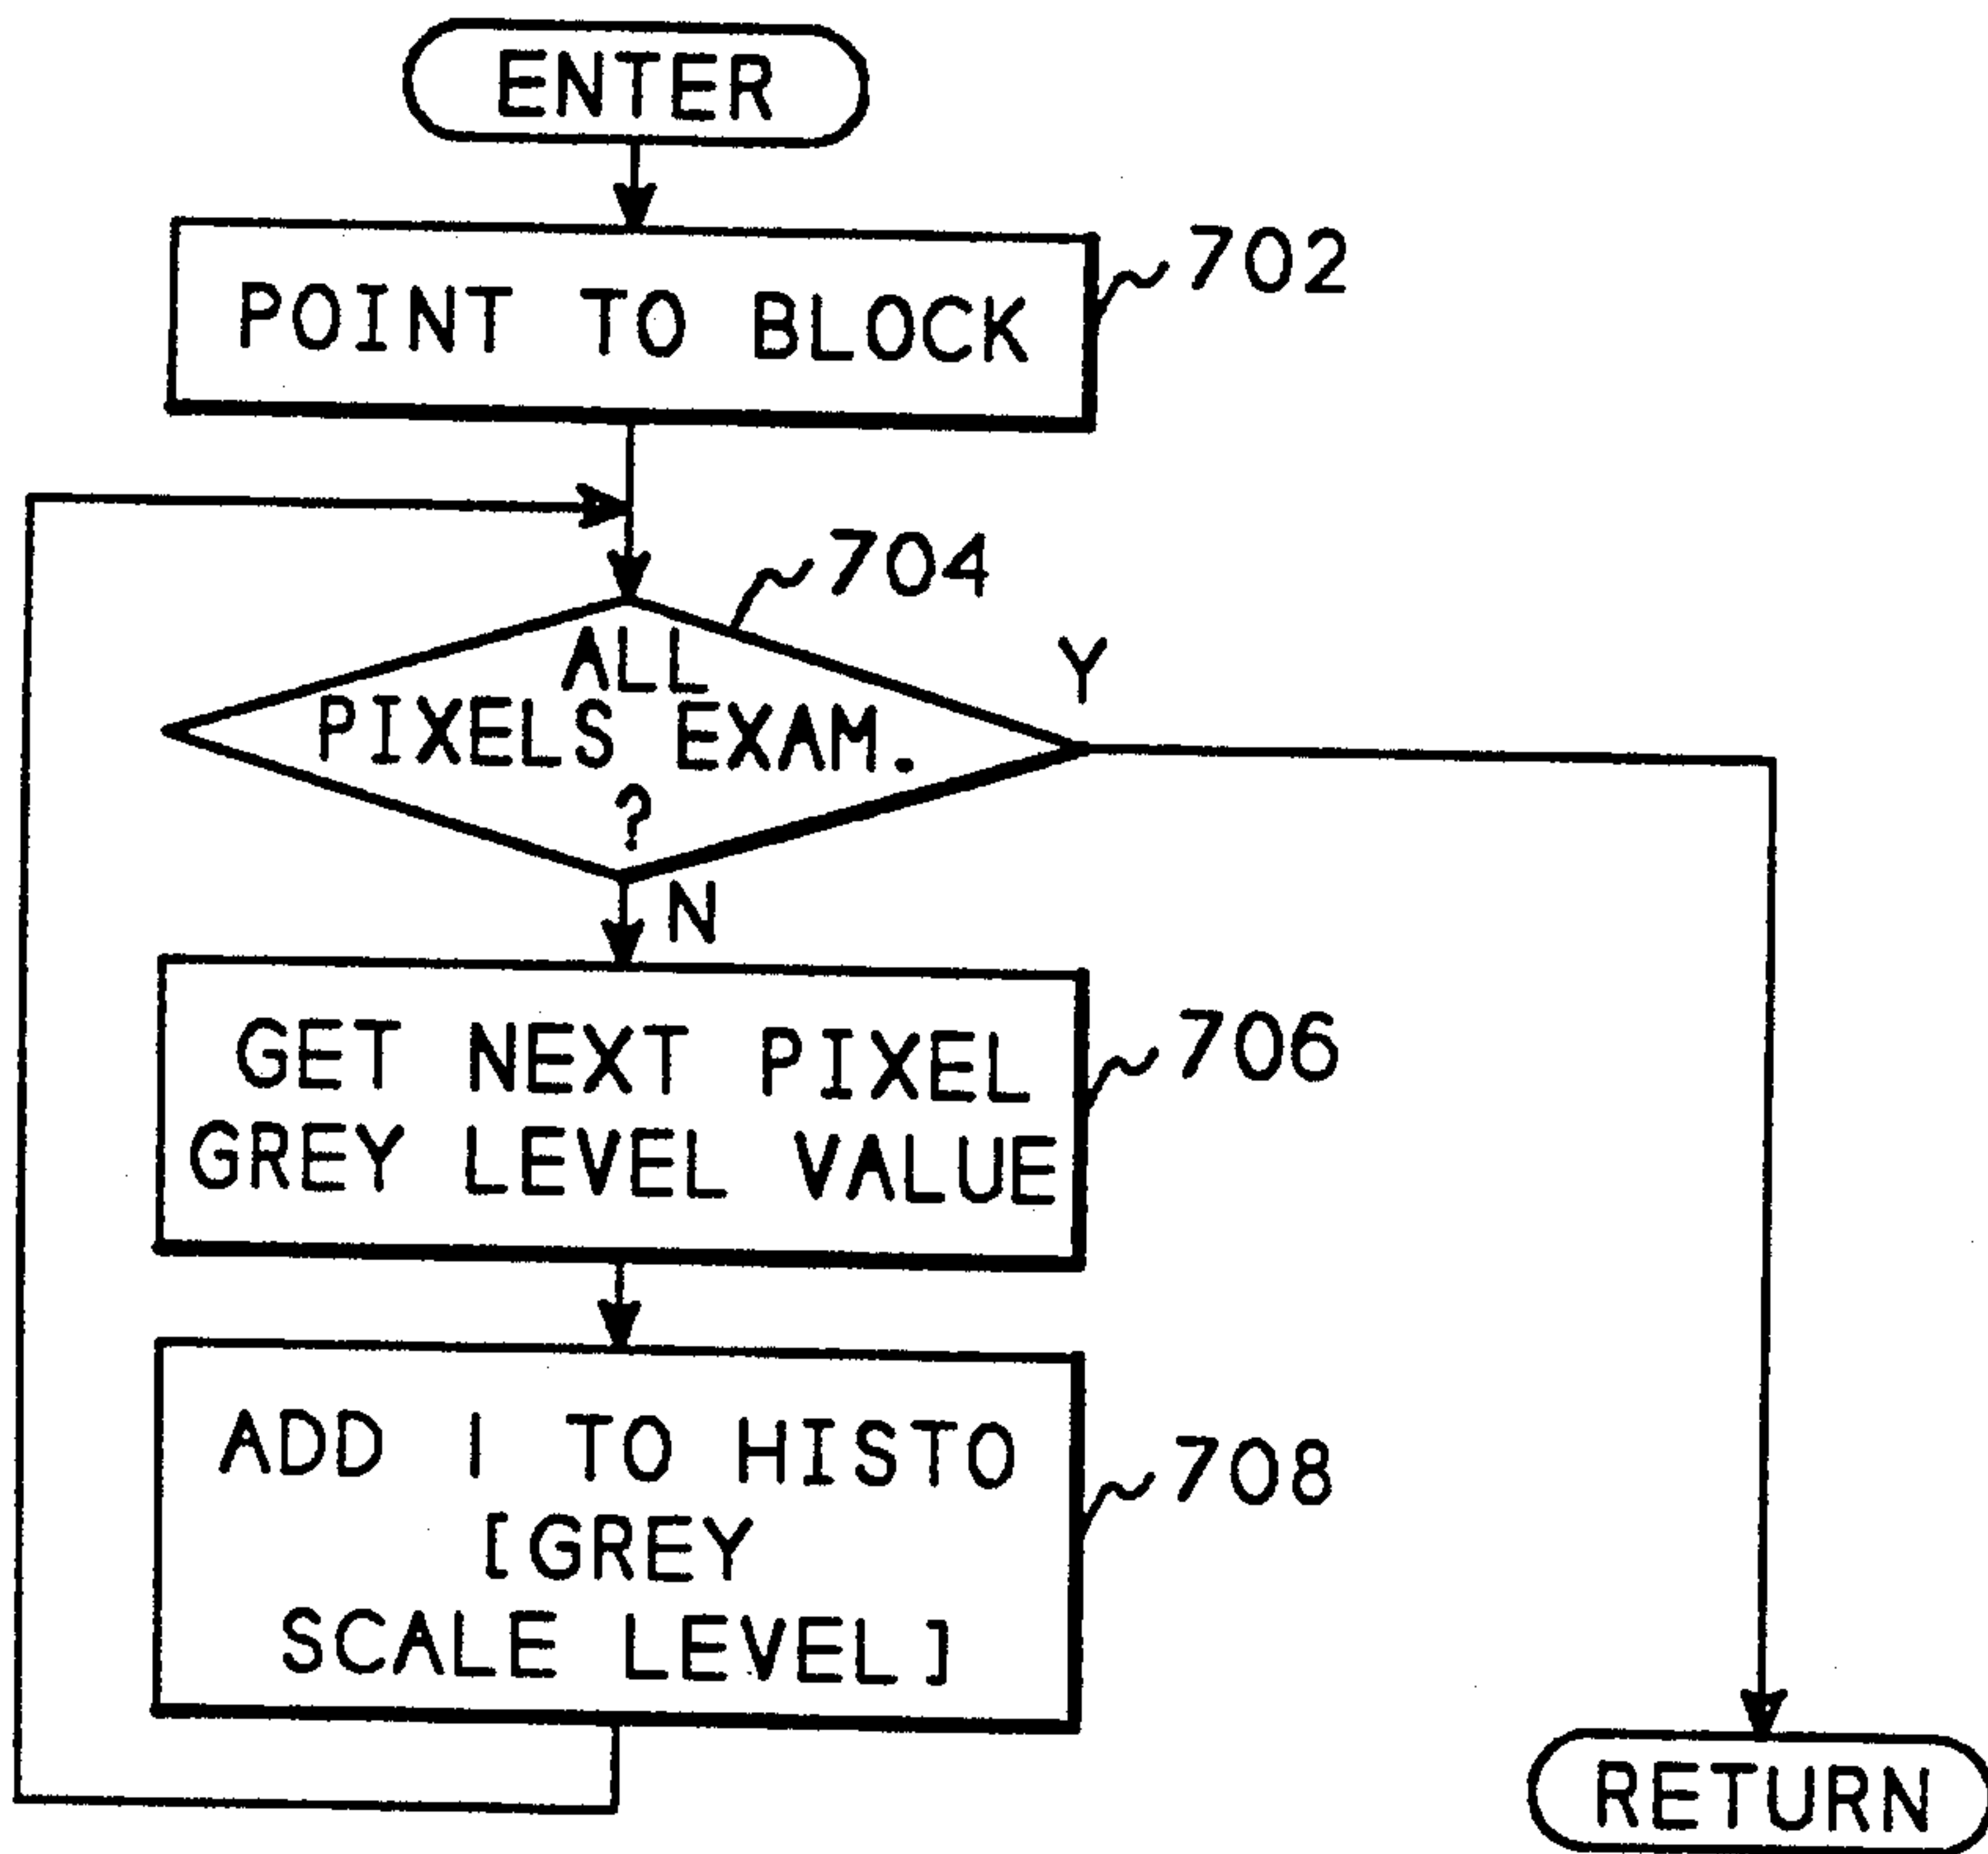 ENTER
POINT TO BLOCK
702
704
ALL
PIXELS EXAM.
?
Y
N
GET NEXT PIXEL
GREY LEVEL VALUE
706
ADD 1 TO HISTO
[GREY
SCALE LEVEL]
708
RETURN